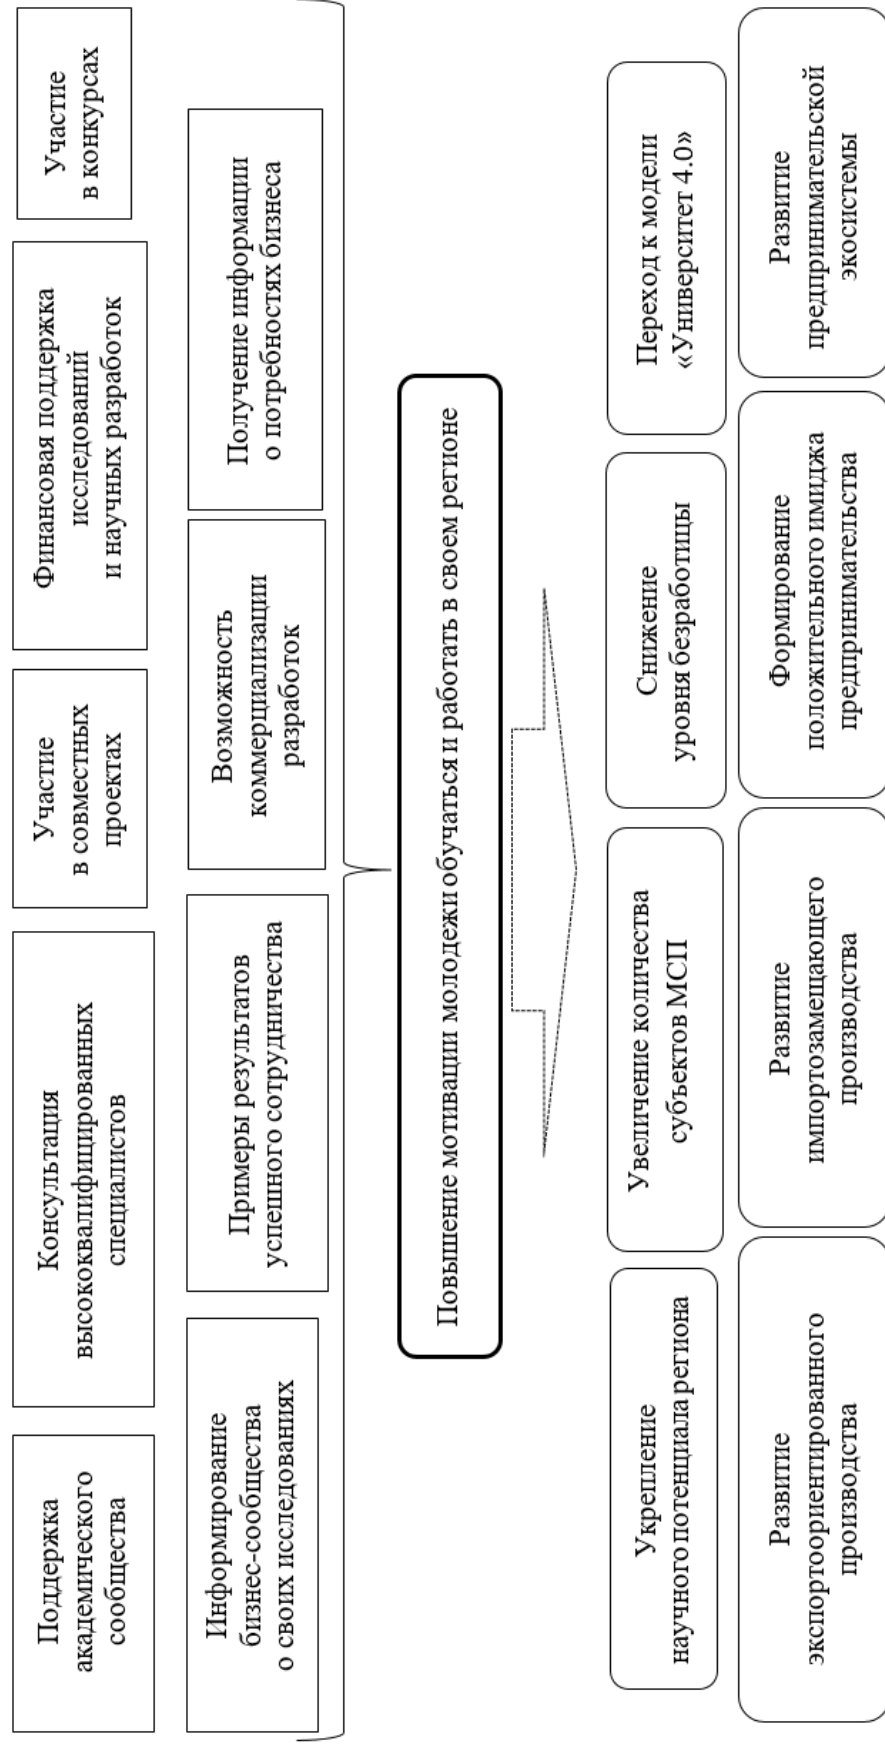 Поддержка
академического
сообщества
Консультация
высококвалифицированных
специалистов
Участие
в совместных
проектах
Финансовая поддержка
исследований
и научных разработок
Участие
в конкурсах
Информирование
бизнес-сообщества
о своих исследованиях
Примеры результатов
успешного сотрудничества
Возможность
коммерциализации
разработок
Получение информации
о потребностях бизнеса
Повышение мотивации молодежи обучаться и работать в своем регионе
Укрепление
научного потенциала региона
Увеличение количества
субъектов МСП
Снижение
уровня безработицы
Переход к модели
«Университет 4.0»
Развитие
экспортоориентированного
производства
Развитие
импортозамещающего
производства
Формирование
положительного имиджа
предпринимательства
Развитие
предпринимательской
экосистемы